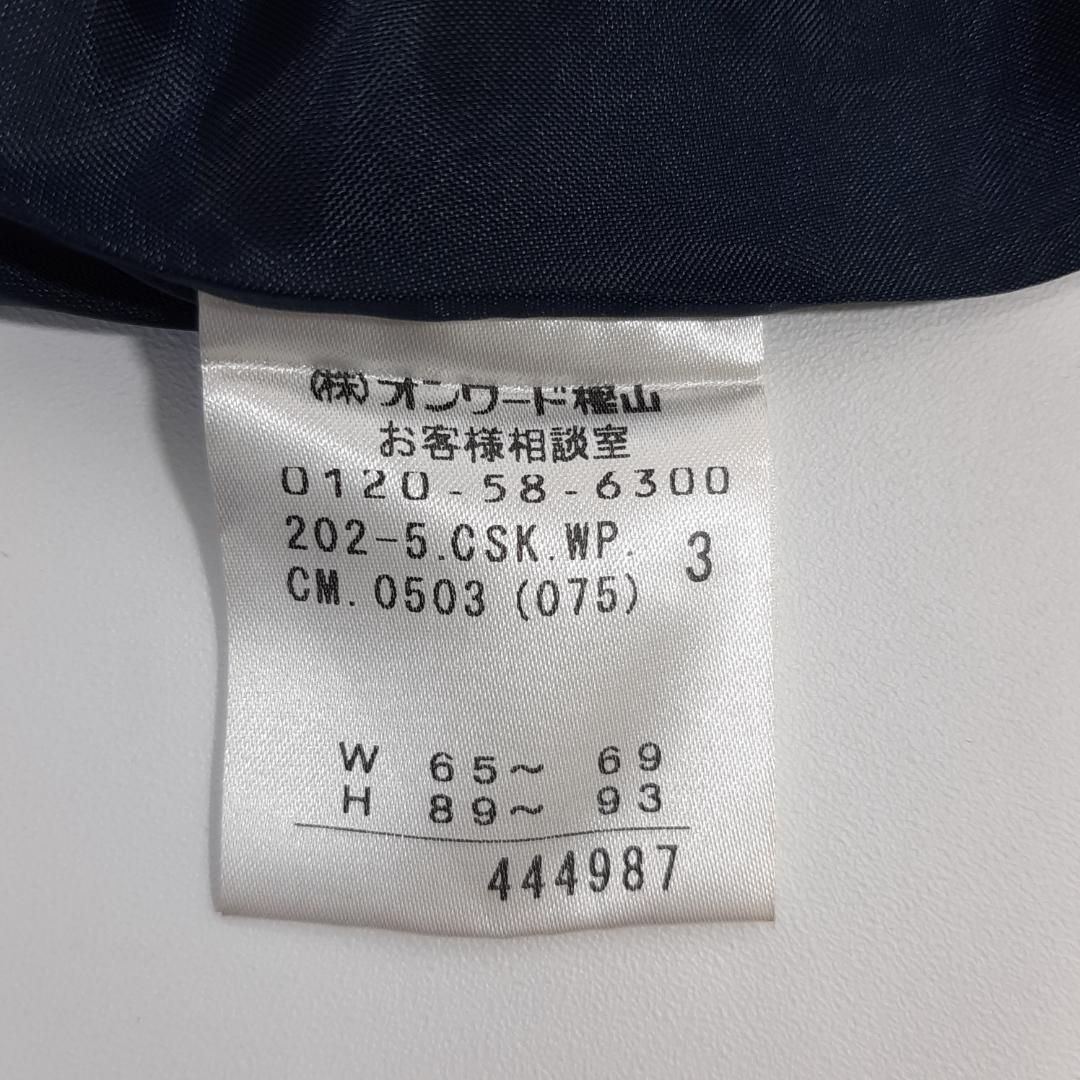 (株)オンワード樫山
お客様相談室
0120-58-6300
202-5.CSK.WP. 3
CM.0503 (075)
W 65～ 69
H 89～ 93
444987